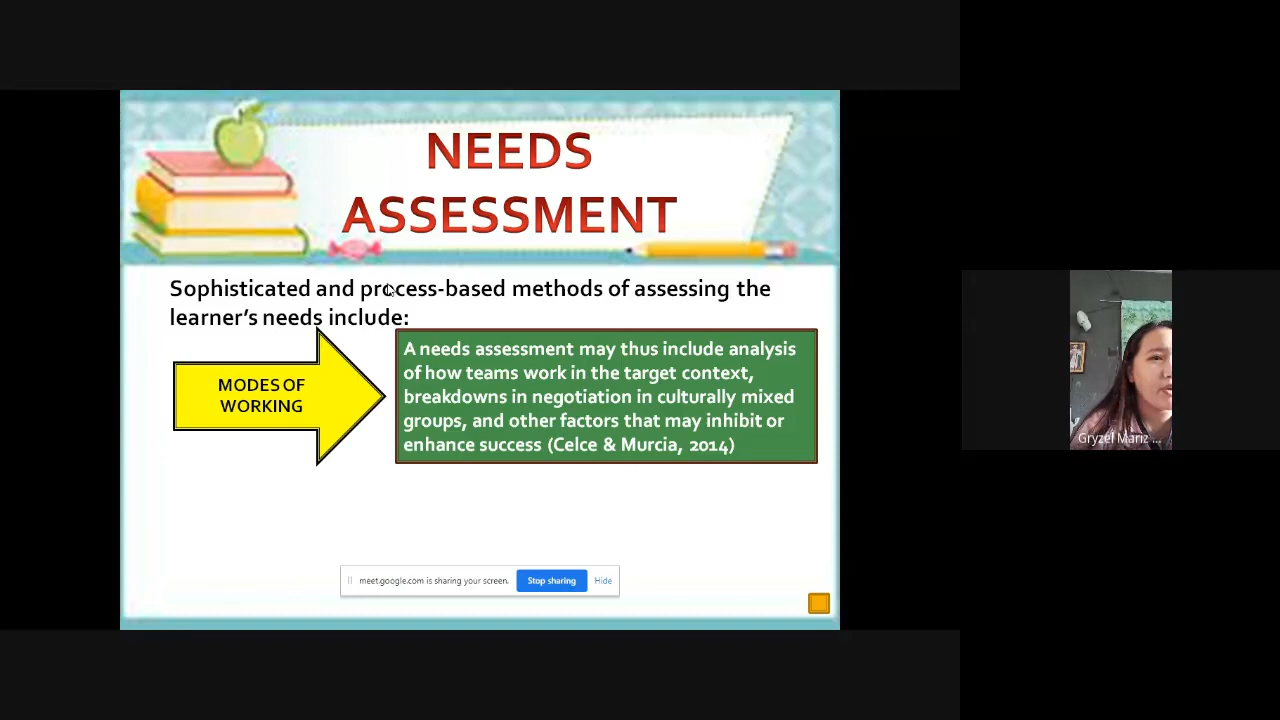 NEEDS
ASSESSMENT
Sophisticated and process-based methods of assessing the
learner's needs include:
MODES OF
WORKING
A needs assessment may thus include analysis
of how teams work in the target context,
breakdowns in negotiation in culturally mixed
groups, and other factors that may inhibit or
enhance success (Celce & Murcia, 2014)
meet.google.com is sharing your screen.
Stop sharing
Hide
Gryzel Mariz ...